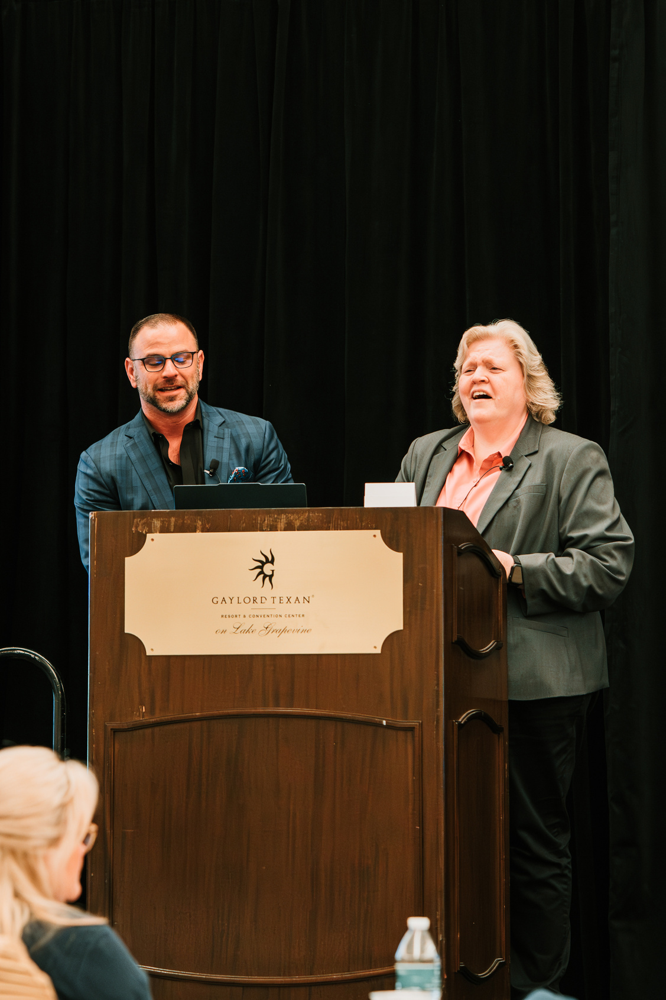 GAYLORD TEXAN®
RESORT & CONVENTION CENTER
on Lake Grapevine